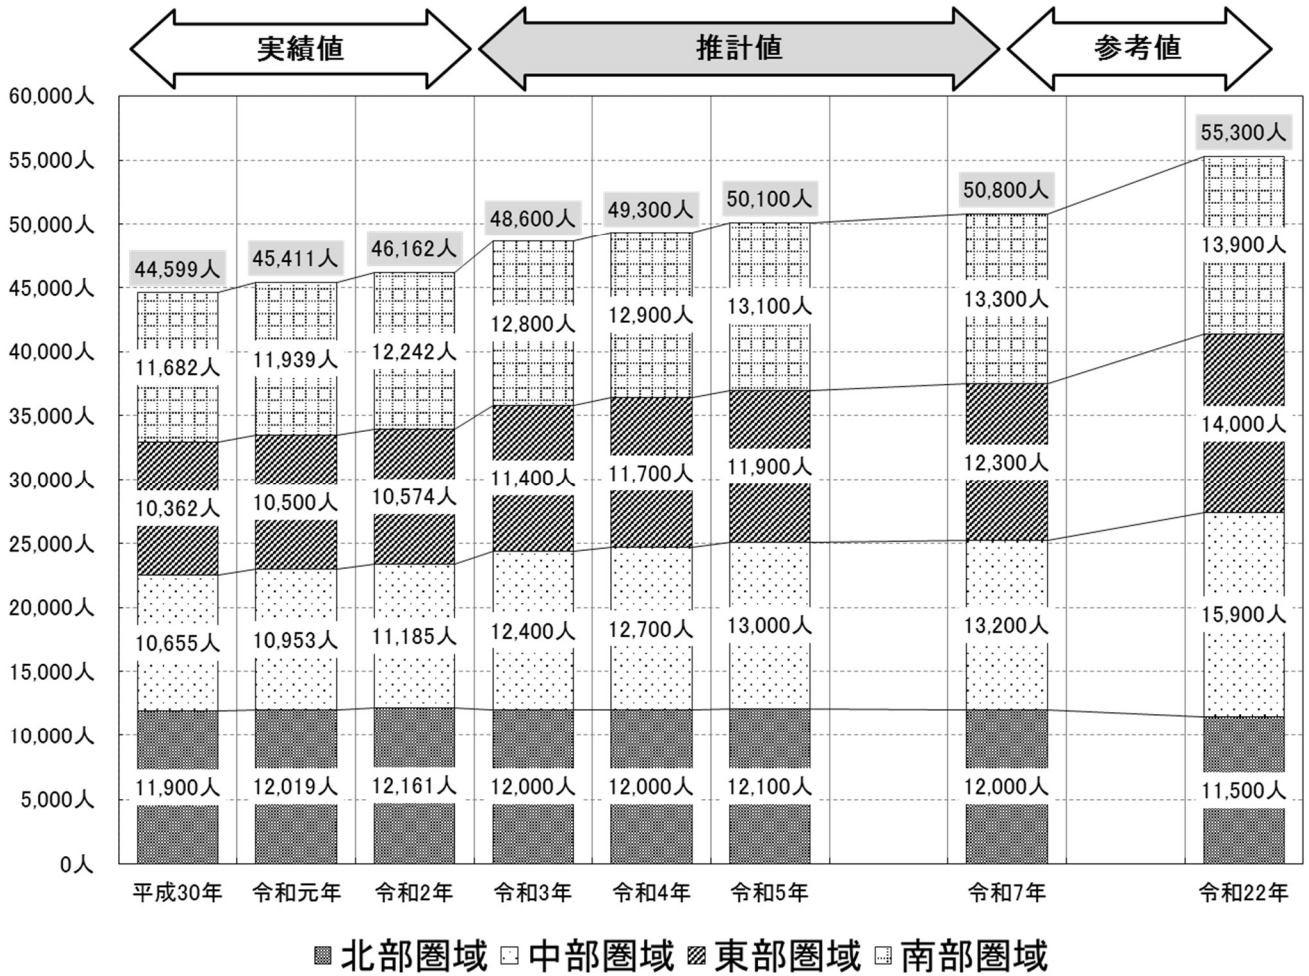 実績値 推計値 参考値
60,000人
55,000人
50,000人
45,000人
40,000人
35,000人
30,000人
25,000人
20,000人
15,000人
10,000人
5,000人
0人
44,599人 45,411人 46,162人 48,600人 49,300人 50,100人 50,800人 55,300人
11,682人 11,939人 12,242人 12,800人 12,900人 13,100人 13,300人 13,900人
10,362人 10,500人 10,574人 11,400人 11,700人 11,900人 12,300人 14,000人
10,655人 10,953人 11,185人 12,400人 12,700人 13,000人 13,200人 15,900人
11,900人 12,019人 12,161人 12,000人 12,000人 12,100人 12,000人 11,500人
平成30年 令和元年 令和2年 令和3年 令和4年 令和5年 令和7年 令和22年
北部圏域 中部圏域 東部圏域 南部圏域